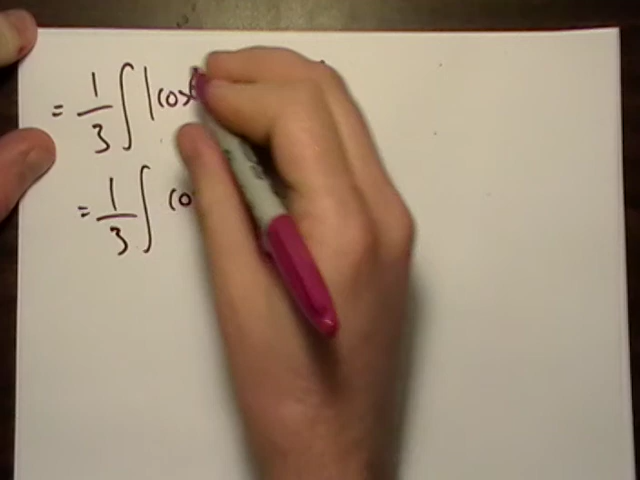 = 1/3 ∫ |cos
= 1/3 ∫ co